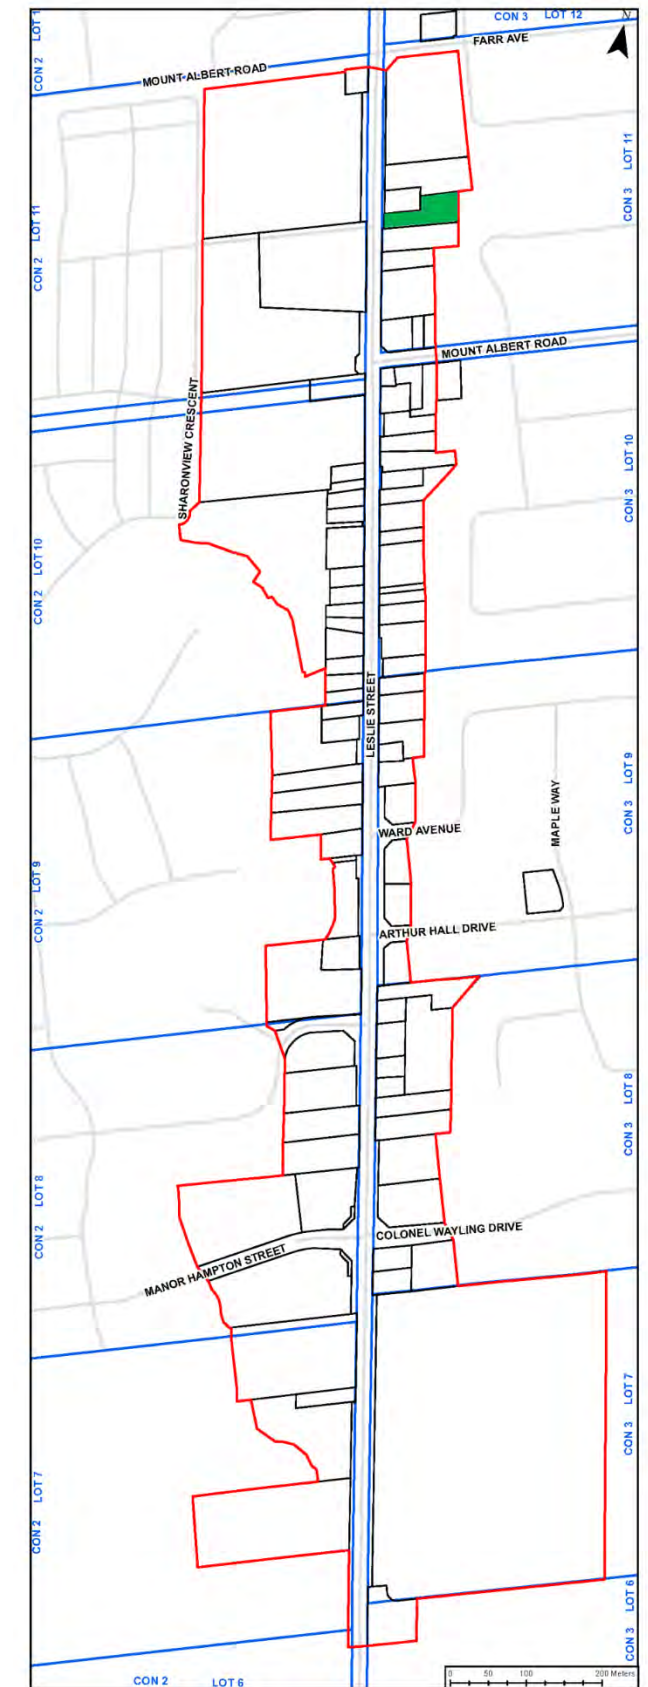 CON 3 LOT 12
N
LOT 1
CON 2
FARR AVE
MOUNT ALBERT ROAD
LOT 11
CON 3
LOT 11
CON 2
MOUNT ALBERT ROAD
SHARONVIEW CRESCENT
LOT 10
CON 3
LOT 10
CON 2
LESLIE STREET
LOT 9
CON 3
MAPLE WAY
WARD AVENUE
LOT 9
CON 2
ARTHUR HALL DRIVE
LOT 8
CON 3
LOT 8
CON 2
COLONEL WAYLING DRIVE
MANOR HAMPTON STREET
LOT 7
CON 3
LOT 7
CON 2
LOT 6
CON 3
CON 2 LOT 6
0 50 100 200 Meters